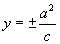 y = ± a²/c